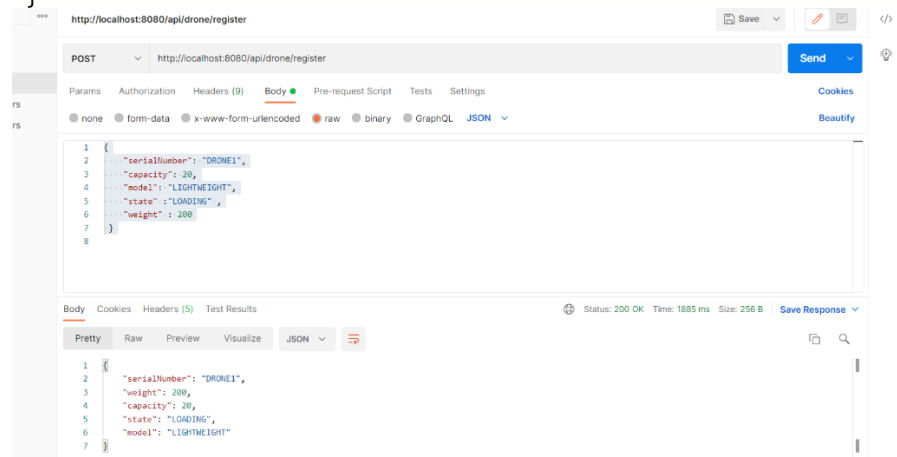 http://localhost:8080/api/drone/register Save
POST http://localhost:8080/api/drone/register Send
Params Authorization Headers (9) Body Pre-request Script Tests Settings Cookies
none form-data x-www-form-urlencoded raw binary GraphQL JSON Beautify
rs
rs
1 {
2 "serialNumber": "DRONE1",
3 "capacity": 20,
4 "model": "LIGHTWEIGHT",
5 "state" :"LOADING" ,
6 "weight" : 200
7 }
8
Body Cookies Headers (5) Test Results Status: 200 OK Time: 1885 ms Size: 256 B Save Response
Pretty Raw Preview Visualize JSON
1 {
2 "serialNumber": "DRONE1",
3 "weight": 200,
4 "capacity": 20,
5 "state": "LOADING",
6 "model": "LIGHTWEIGHT"
7 }